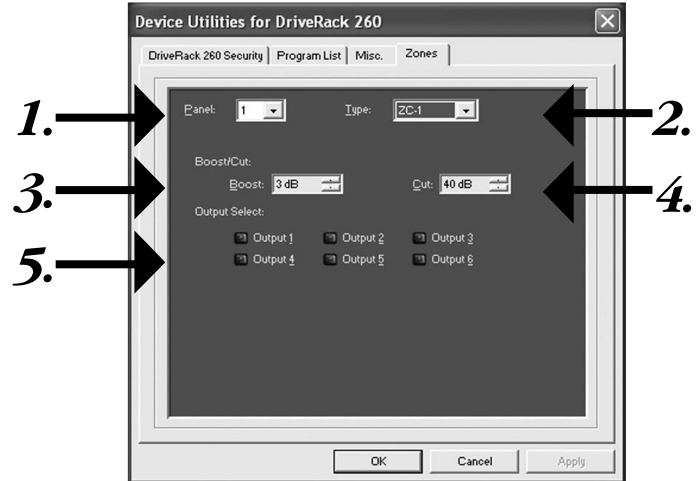 Device Utilities for DriveRack 260
DriveRack 260 Security Program List Misc. Zones
1. Panel: 1 Type: ZC-1 2.
Boost/Cut:
3. Boost: 3 dB Cut: 40 dB 4.
Output Select:
Output 1 Output 2 Output 3
5. Output 4 Output 5 Output 6
OK Cancel Apply